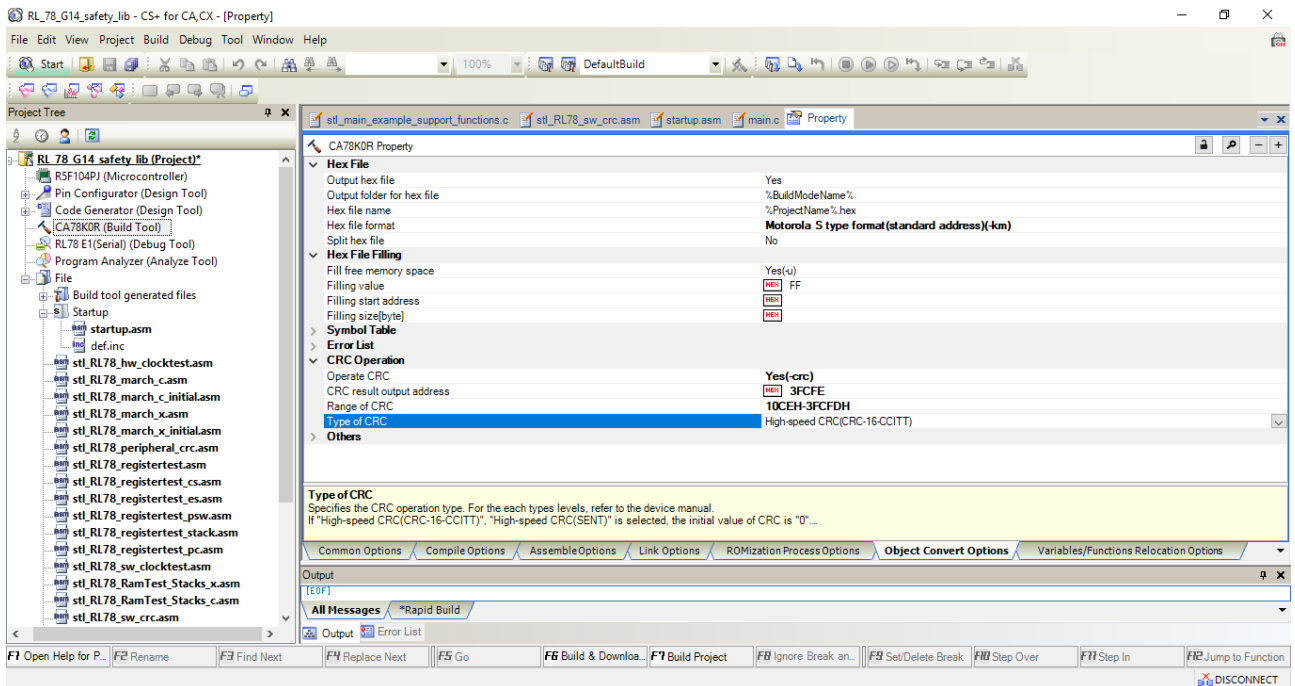 RL_78_G14_safety_lib - CS+ for CA,CX - [Property]
File Edit View Project Build Debug Tool Window Help
Start 100% DefaultBuild
Project Tree
stl_main_example_support_functions.c stl_RL78_sw_crc.asm startup.asm main.c Property
RL_78_G14_safety_lib (Project)*
R5F104PJ (Microcontroller)
Pin Configurator (Design Tool)
Code Generator (Design Tool)
CA78K0R (Build Tool)
RL78 E1(Serial) (Debug Tool)
Program Analyzer (Analyze Tool)
File
Build tool generated files
Startup
startup.asm
def.inc
stl_RL78_hw_clocktest.asm
stl_RL78_march_c.asm
stl_RL78_march_c_initial.asm
stl_RL78_march_x.asm
stl_RL78_march_x_initial.asm
stl_RL78_peripheral_crc.asm
stl_RL78_registertest.asm
stl_RL78_registertest_cs.asm
stl_RL78_registertest_es.asm
stl_RL78_registertest_psw.asm
stl_RL78_registertest_stack.asm
stl_RL78_registertest_pc.asm
stl_RL78_sw_clocktest.asm
stl_RL78_RamTest_Stacks_x.asm
stl_RL78_RamTest_Stacks_c.asm
stl_RL78_sw_crc.asm
CA78K0R Property
Hex File
Output hex file Yes
Output folder for hex file %BuildModeName%
Hex file name %ProjectName%.hex
Hex file format Motorola S type format(standard address)(-km)
Split hex file No
Hex File Filling
Fill free memory space Yes(-u)
Filling value HEX FF
Filling start address HEX
Filling size[byte] HEX
Symbol Table
Error List
CRC Operation
Operate CRC Yes(-crc)
CRC result output address HEX 3FCFE
Range of CRC 10CEH-3FCFDH
Type of CRC High-speed CRC(CRC-16-CCITT)
Others
Type of CRC
Specifies the CRC operation type. For the each types levels, refer to the device manual.
If "High-speed CRC(CRC-16-CCITT)", "High-speed CRC(SENT)" is selected, the initial value of CRC is "0"....
Common Options Compile Options Assemble Options Link Options ROMization Process Options Object Convert Options Variables/Functions Relocation Options
Output
[EOF]
All Messages *Rapid Build
Output Error List
F1 Open Help for P... F2 Rename F3 Find Next F4 Replace Next F5 Go F6 Build & Downloa... F7 Build Project F8 Ignore Break an... F9 Set/Delete Break F10 Step Over F11 Step In F12 Jump to Function
DISCONNECT